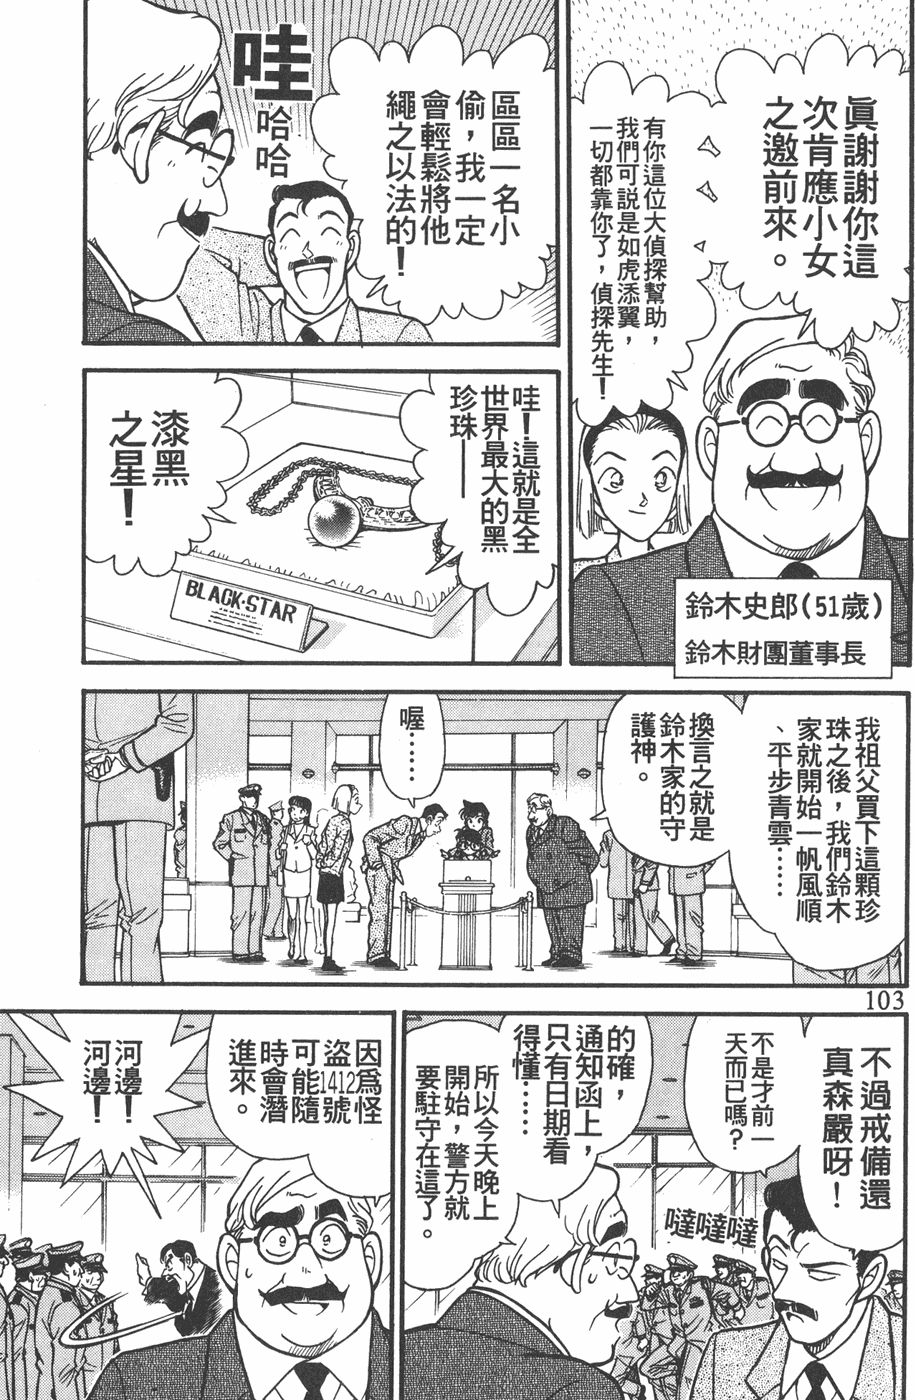 眞謝謝你這
次肯應小女
之邀前來。
有你這位大偵探幫助，
我們可説是如虎添翼，
一切都靠你了，偵探先生！
鈴木史郎(51歲)
鈴木財團董事長
區區一名小
偷，我一定
會輕鬆將他
繩之以法的！
哇
哈哈
哇！這就是全
世界最大的黑
珍珠——
漆黑
之星！
BLACK·STAR
我祖父買下這顆珍
珠之後，我們鈴木
家就開始一帆風順
、平步青雲……
換言之就是
鈴木家的守
護神。
喔……
103
不過戒備還
真森嚴呀！
不是才前一
天而已嗎？
的確，
通知函上，
只有日期看
得懂……
所以今天晚上
開始，警方就
要駐守在這了。
噠噠噠
因爲怪
盜1412號
可能隨
時會潛
進來。
河邊！
河邊！